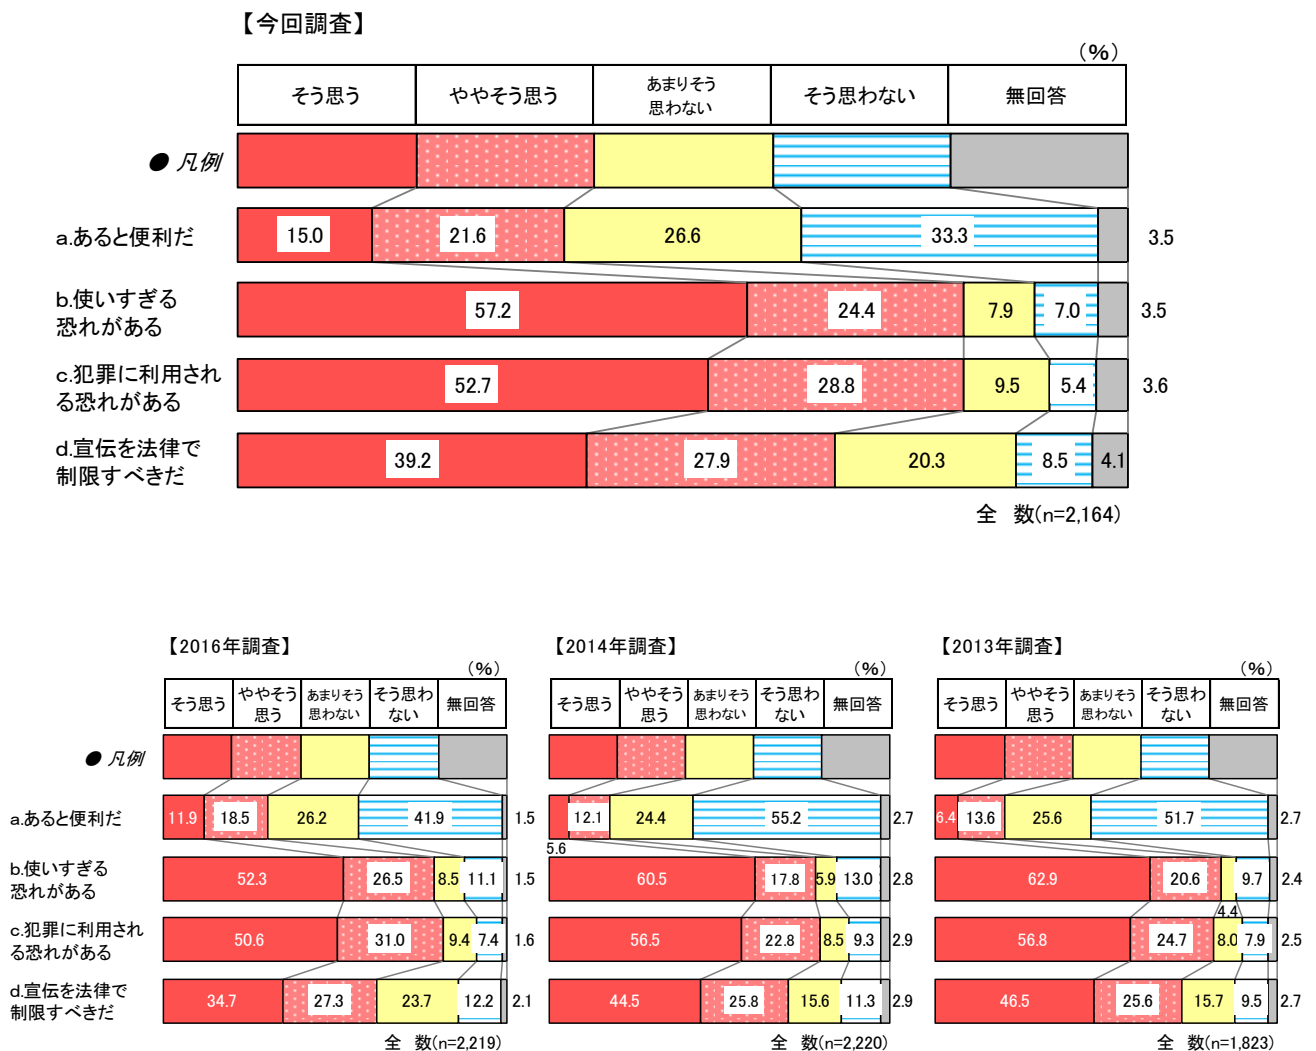 【今回調査】
(%)
そう思う ややそう思う あまりそう 思わない そう思わない 無回答
● 凡例
a.あると便利だ 15.0 21.6 26.6 33.3 3.5
b.使いすぎる
恐れがある 57.2 24.4 7.9 7.0 3.5
c.犯罪に利用され
る恐れがある 52.7 28.8 9.5 5.4 3.6
d.宣伝を法律で
制限すべきだ 39.2 27.9 20.3 8.5 4.1
全 数(n=2,164)
【2016年調査】
(%)
そう思う ややそう 思う あまりそう 思わない そう思わ ない 無回答
● 凡例
a.あると便利だ 11.9 18.5 26.2 41.9 1.5
b.使いすぎる
恐れがある 52.3 26.5 8.5 11.1 1.5
c.犯罪に利用され
る恐れがある 50.6 31.0 9.4 7.4 1.6
d.宣伝を法律で
制限すべきだ 34.7 27.3 23.7 12.2 2.1
全 数(n=2,219)
【2014年調査】
(%)
そう思う ややそう 思う あまりそう 思わない そう思わ ない 無回答
5.6 12.1 24.4 55.2 2.7
60.5 17.8 5.9 13.0 2.8
56.5 22.8 8.5 9.3 2.9
44.5 25.8 15.6 11.3 2.9
全 数(n=2,220)
【2013年調査】
(%)
そう思う ややそう 思う あまりそう 思わない そう思わ ない 無回答
6.4 13.6 25.6 51.7 2.7
62.9 20.6 4.4 9.7 2.4
56.8 24.7 8.0 7.9 2.5
46.5 25.6 15.7 9.5 2.7
全 数(n=1,823)